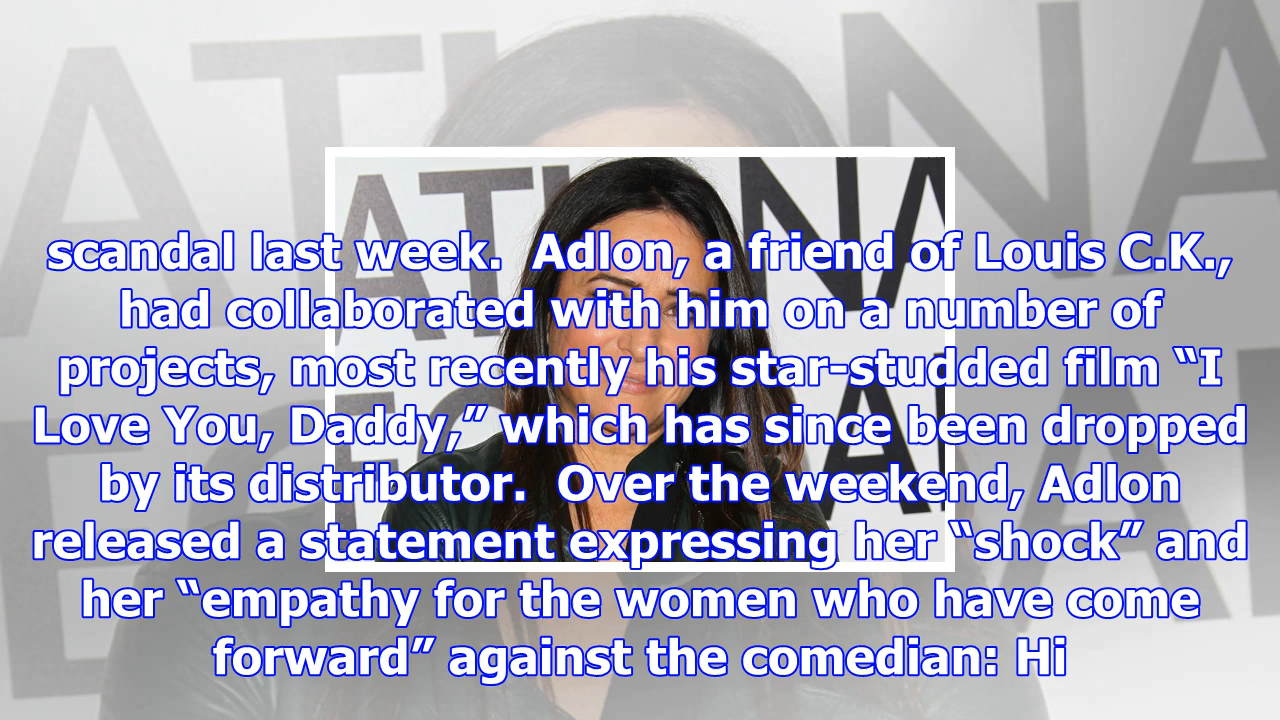 scandal last week.  Adlon, a friend of Louis C.K.,
had collaborated with him on a number of
projects, most recently his star-studded film “I
Love You, Daddy,” which has since been dropped
by its distributor.  Over the weekend, Adlon
released a statement expressing her “shock” and
her “empathy for the women who have come
forward” against the comedian: Hi